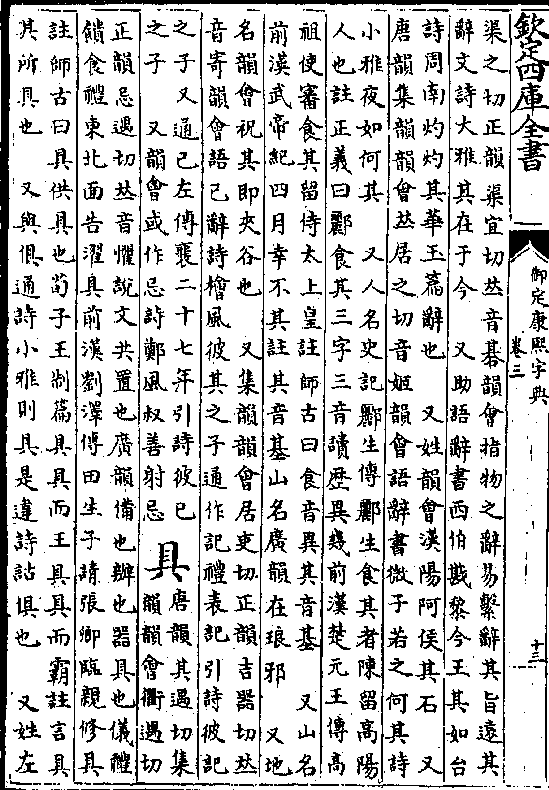 欽定四庫全書
御定康熙字典
卷三
十三
渠之切正韻渠宜切𠀤音碁韻會指物之辭易繫辭其旨遠其
辭文詩大雅其在于今　又助語辭書西伯戡黎今王其如台
詩周南灼灼其華玉篇辭也　又姓韻會漢陽阿侯其石　又
唐韻集韻韻會𠀤居之切音姬韻會語辭書微子若之何其詩
小雅夜如何其　又人名史記酈生傳酈生食其者陳留高陽
人也註正義曰酈食其三字三音讀歷異幾前漢楚元王傳高
祖使審食其留侍太上皇註師古曰食音異其音基　又山名
前漢武帝紀四月幸不其註其音基山名廣韻在琅邪　又地
名韻會祝其即夾谷也　又集韻韻會居吏切正韻吉器切𠀤
音寄韻會語已辭詩檜風彼其之子通作記禮表記引詩彼記
之子又通已左傳襄二十七年引詩彼已
之子　又韻會或作忌詩鄭風叔善射忌　具　唐韻其遇切集
韻韻會衢遇切
正韻忌遇切𠀤音懼說文共置也廣韻備也辦也器具也儀禮
饋食禮東北面告濯具前漢劉澤傳田生子請張卿臨親修具
註師古曰具供具也荀子王制篇具具而王具具而霸註言具
其所具也　又與俱通詩小雅則具是違詩詁俱也　又姓左